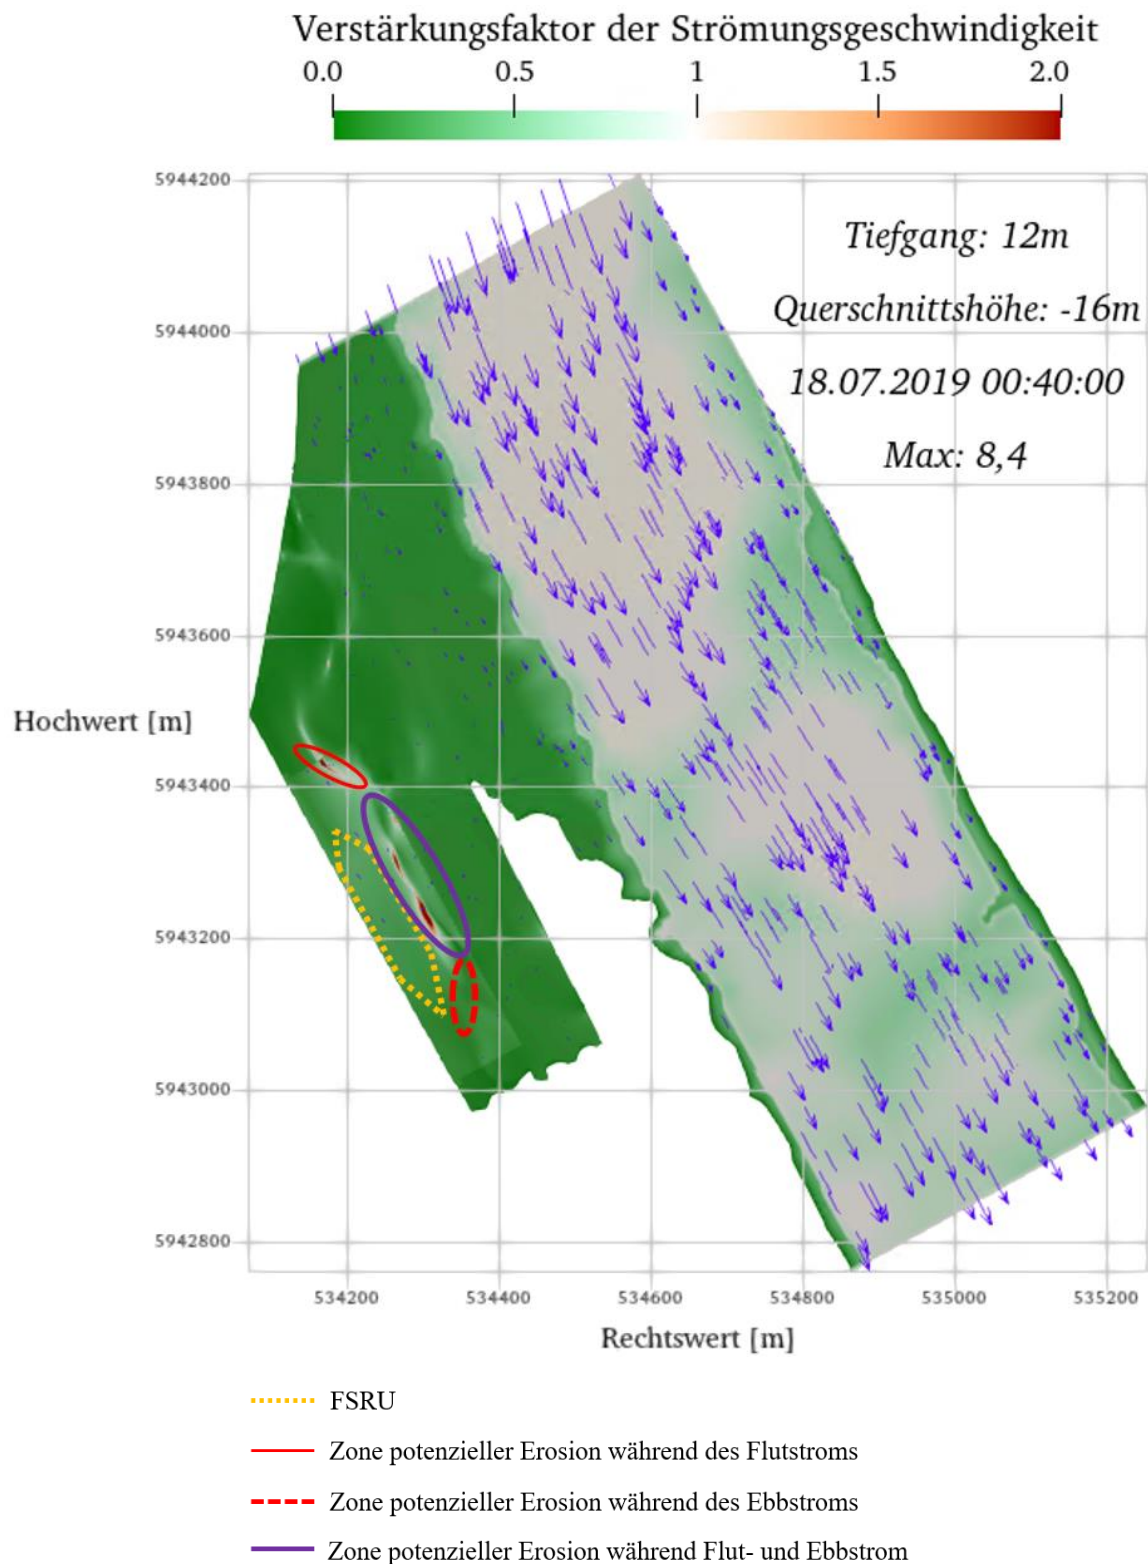 Verstärkungsfaktor der Strömungsgeschwindigkeit
0.0 0.5 1 1.5 2.0
5944200
Tiefgang: 12m
Querschnittshöhe: -16m
5944000
18.07.2019 00:40:00
Max: 8,4
5943800
5943600
Hochwert [m]
5943400
5943200
5943000
5942800
534200 534400 534600 534800 535000 535200
Rechtswert [m]
FSRU
Zone potenzieller Erosion während des Flutstroms
Zone potenzieller Erosion während des Ebbstroms
Zone potenzieller Erosion während Flut- und Ebbstrom